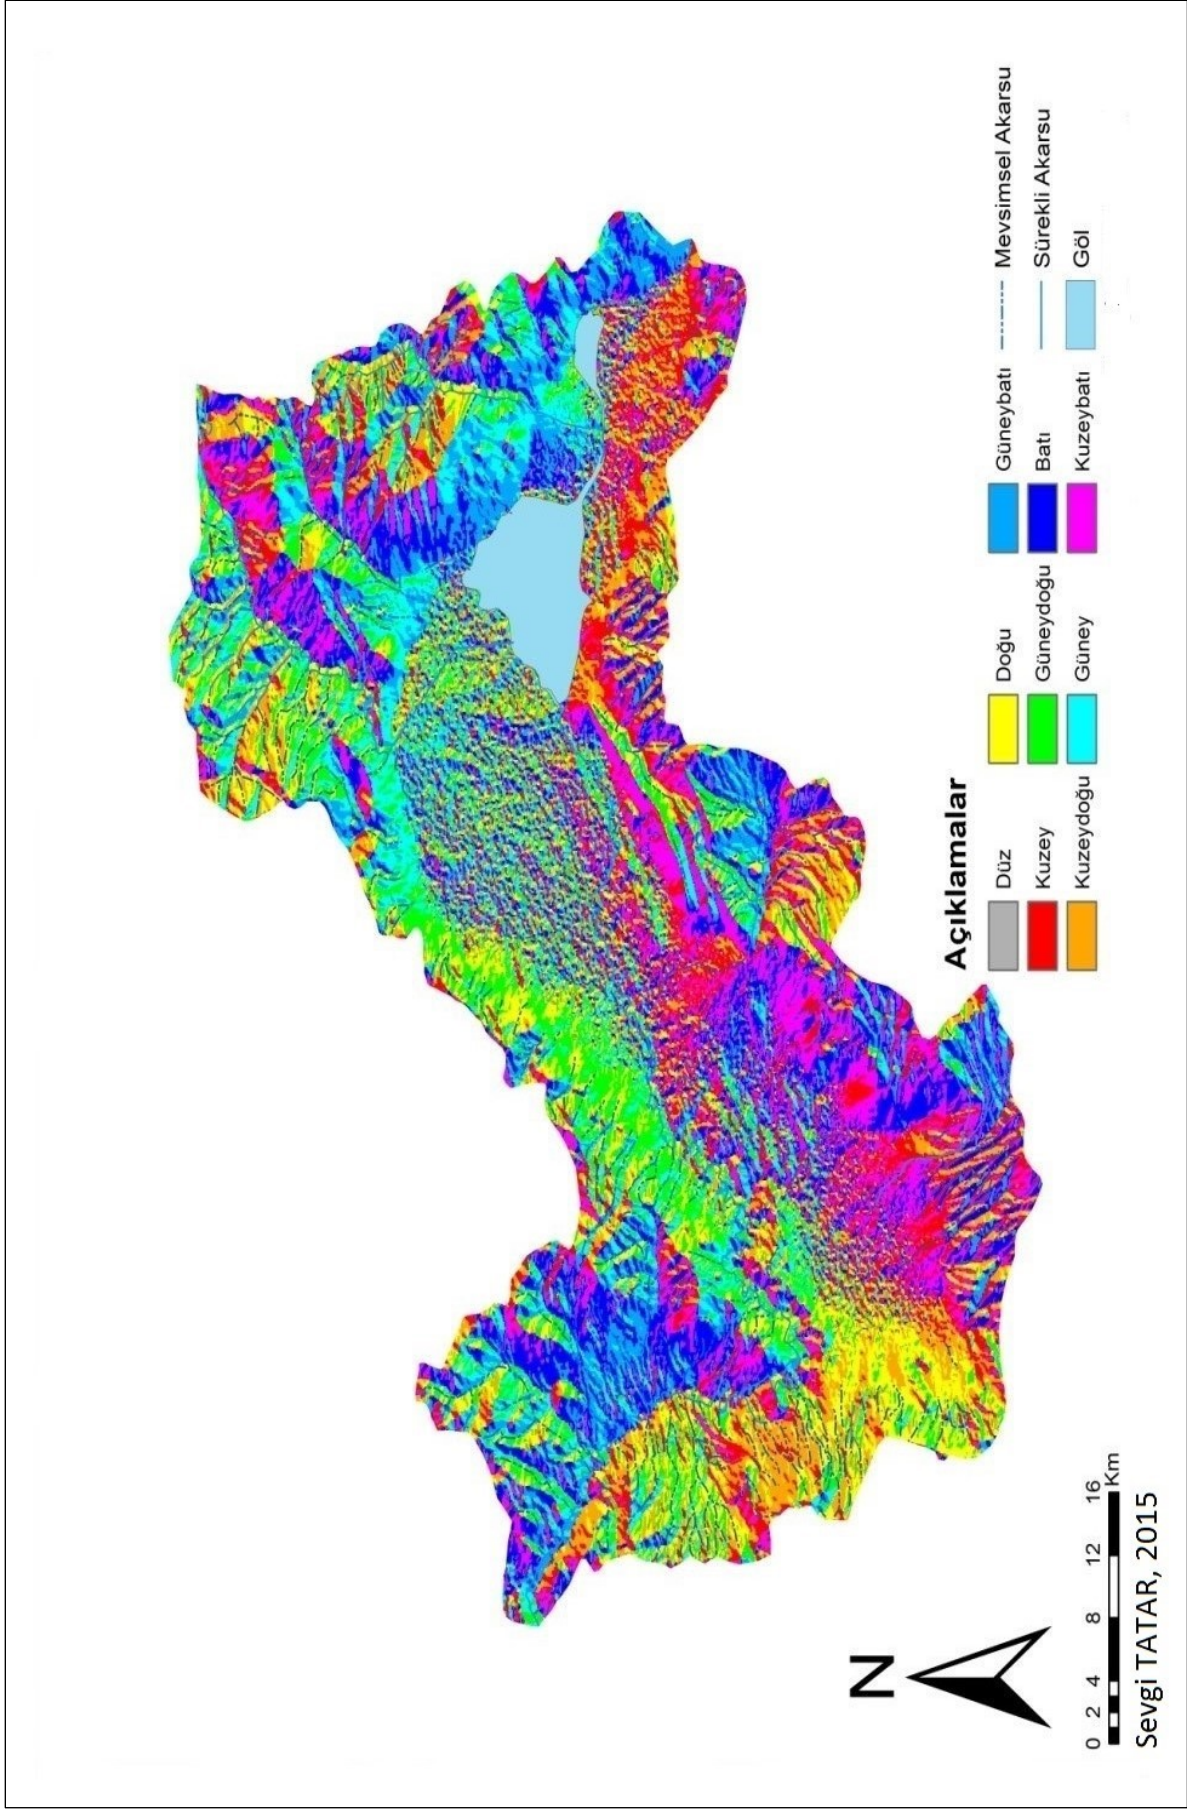 N
0 2 4 8 12 16
Km
Sevgi TATAR, 2015
Açıklamalar
Düz
Kuzey
Kuzeydoğu
Doğu
Güneydoğu
Güney
Güneybatı
Batı
Kuzeybatı
Mevsimsel Akarsu
Sürekli Akarsu
Göl